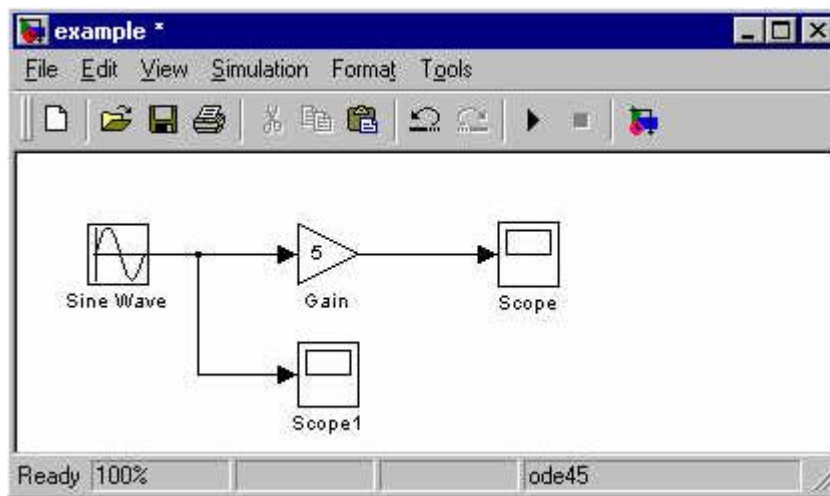 example *
File Edit View Simulation Format Tools
5
Sine Wave
Gain
Scope
Scope1
Ready 100% ode45